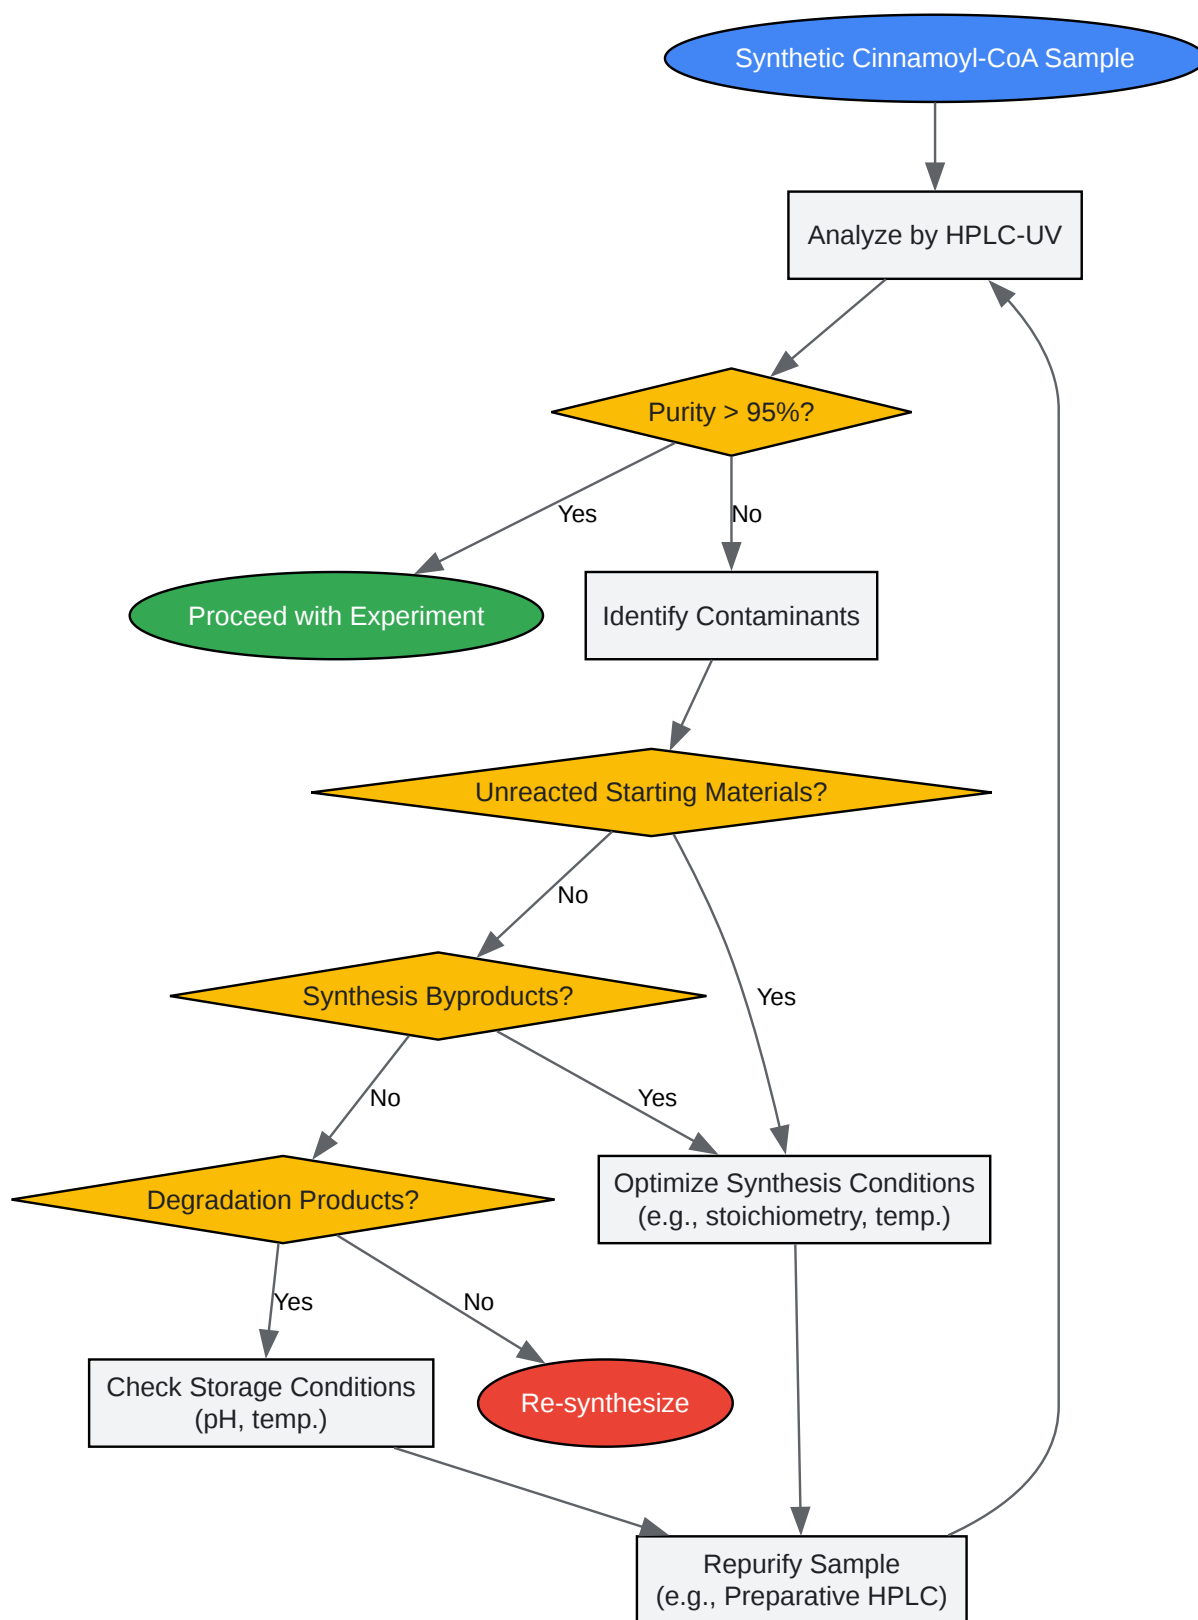 Synthetic Cinnamoyl-CoA Sample
Analyze by HPLC-UV
Purity > 95%?
Yes
No
Proceed with Experiment
Identify Contaminants
Unreacted Starting Materials?
No
Yes
Synthesis Byproducts?
No
Yes
Degradation Products?
Optimize Synthesis Conditions
(e.g., stoichiometry, temp.)
Yes
No
Check Storage Conditions
(pH, temp.)
Re-synthesize
Repurify Sample
(e.g., Preparative HPLC)